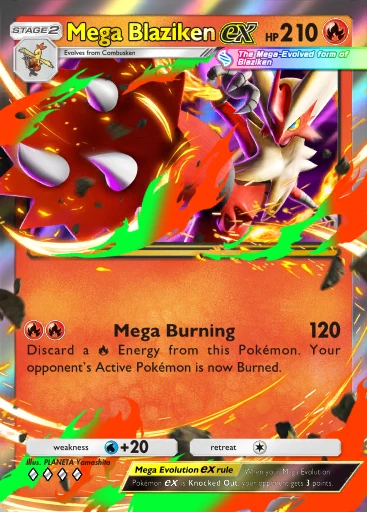 STAGE2 Mega Blaziken ex HP 210
Evolves from Combusken
The Mega-Evolved form of
Blaziken
Mega Burning 120
Discard a Energy from this Pokémon. Your
opponent's Active Pokémon is now Burned.
weakness +20 retreat
Illus. PLANETA Yamashita
Mega Evolution ex rule When your Mega Evolution
Pokémon ex is Knocked Out, your opponent gets 3 points.